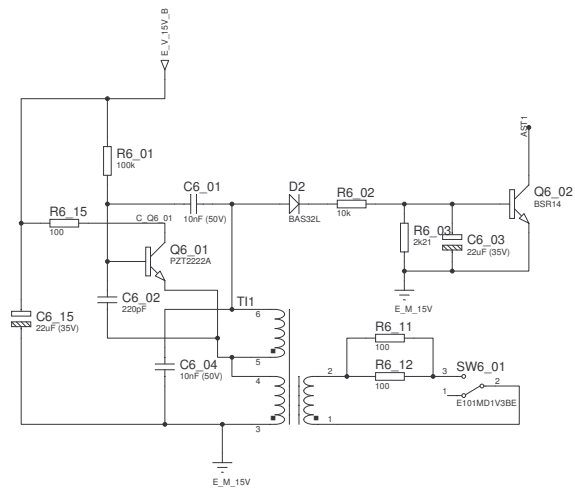 E_V_15V_B
R6_01
100k
C6_01
10nF (50V)
D2
BAS32L
R6_02
10k
AST1
Q6_02
BSR14
R6_15
100
C_Q6_01
Q6_01
PZT2222A
R6_03
2k21
C6_03
22uF (35V)
E_M_15V
C6_02
220pF
C6_15
22uF (35V)
TI1
6
5
4
3
2
1
C6_04
10nF (50V)
R6_11
100
R6_12
100
3
SW6_01
2
1
E101MD1V3BE
E_M_15V